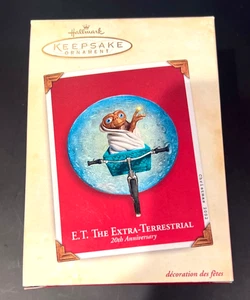 Hallmark
KEEPSAKE
ORNAMENT
E.T. THE EXTRA-TERRESTRIAL
20th Anniversary
décoration des fêtes